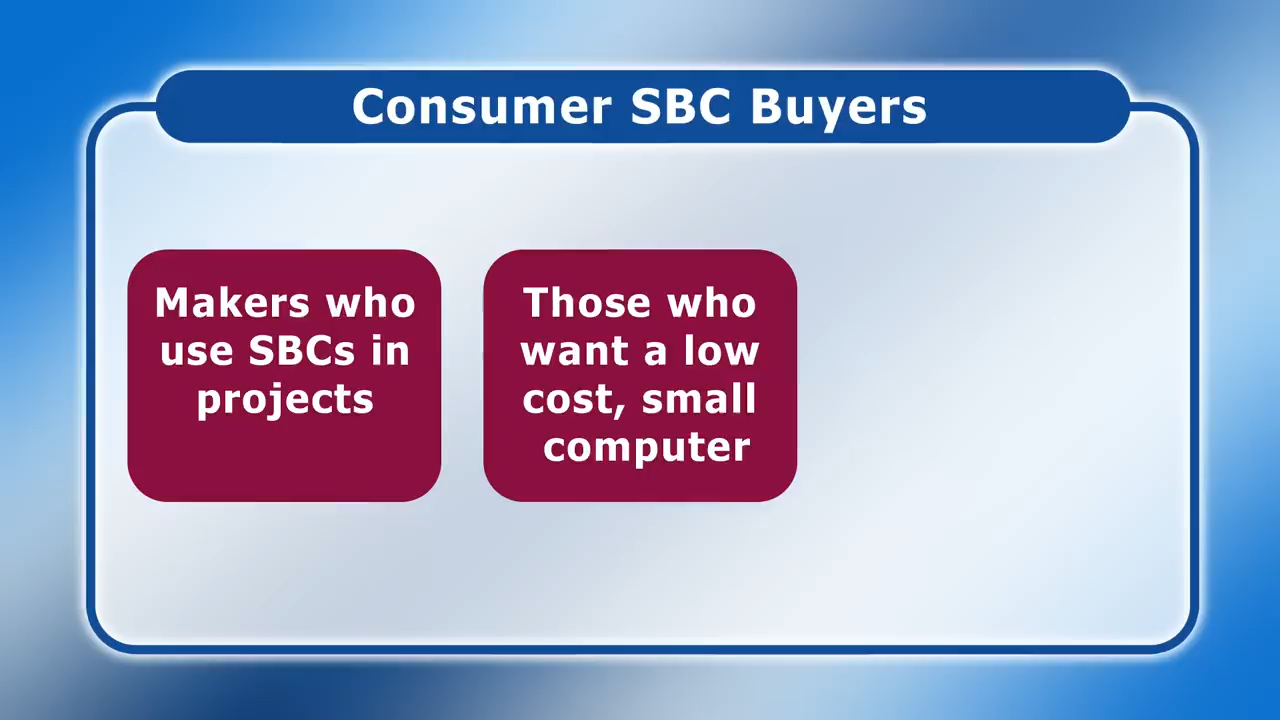 Consumer SBC Buyers
Makers who
use SBCs in
projects
Those who
want a low
cost, small
computer